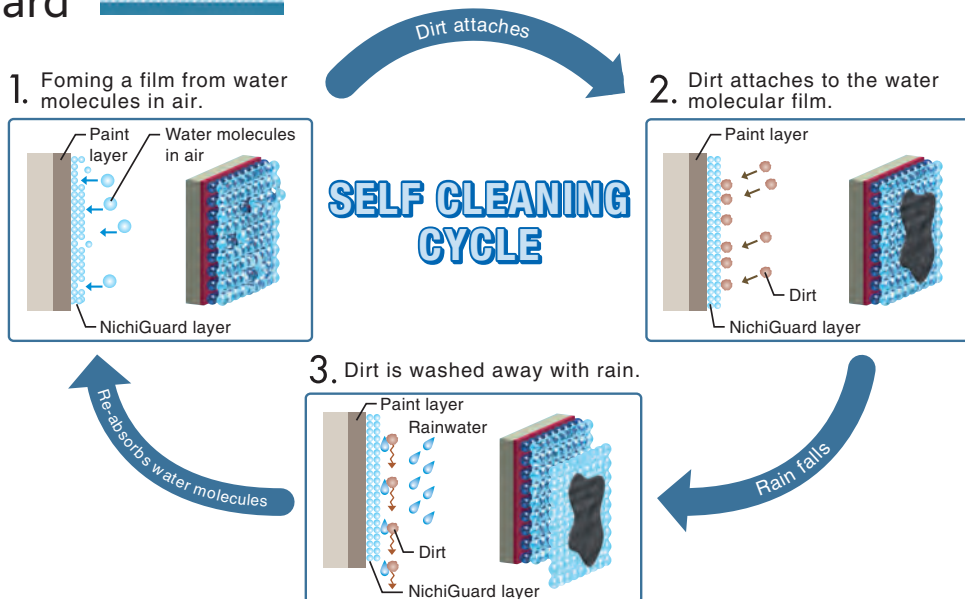 ard
Dirt attaches
1. Foming a film from water
molecules in air.
Paint
layer
Water molecules
in air
NichiGuard layer
SELF CLEANING
CYCLE
2. Dirt attaches to the water
molecular film.
Paint layer
Dirt
NichiGuard layer
Rain falls
3. Dirt is washed away with rain.
Paint layer
Rainwater
Dirt
NichiGuard layer
Re-absorbs water molecules